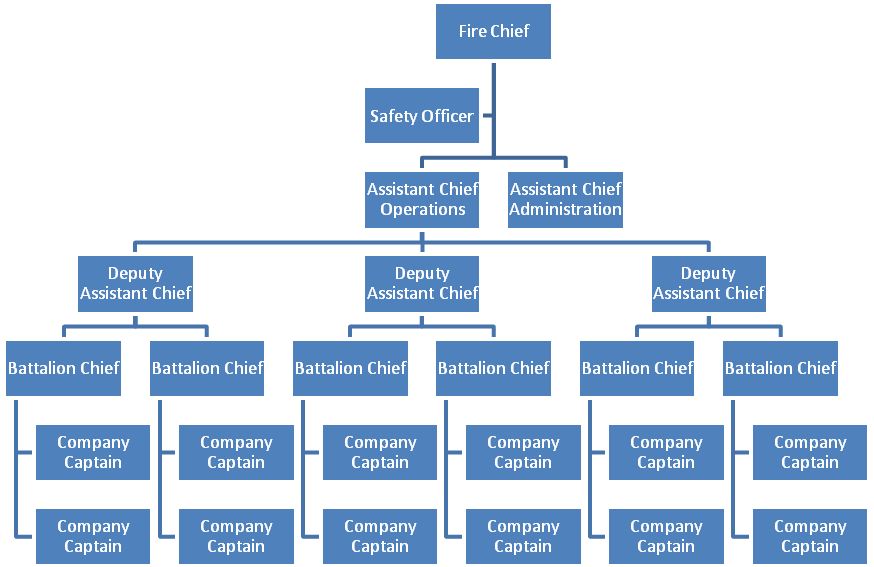 Fire Chief
Safety Officer
Assistant Chief
Operations
Assistant Chief
Administration
Deputy
Assistant Chief
Deputy
Assistant Chief
Deputy
Assistant Chief
Battalion Chief
Battalion Chief
Battalion Chief
Battalion Chief
Battalion Chief
Battalion Chief
Company
Captain
Company
Captain
Company
Captain
Company
Captain
Company
Captain
Company
Captain
Company
Captain
Company
Captain
Company
Captain
Company
Captain
Company
Captain
Company
Captain